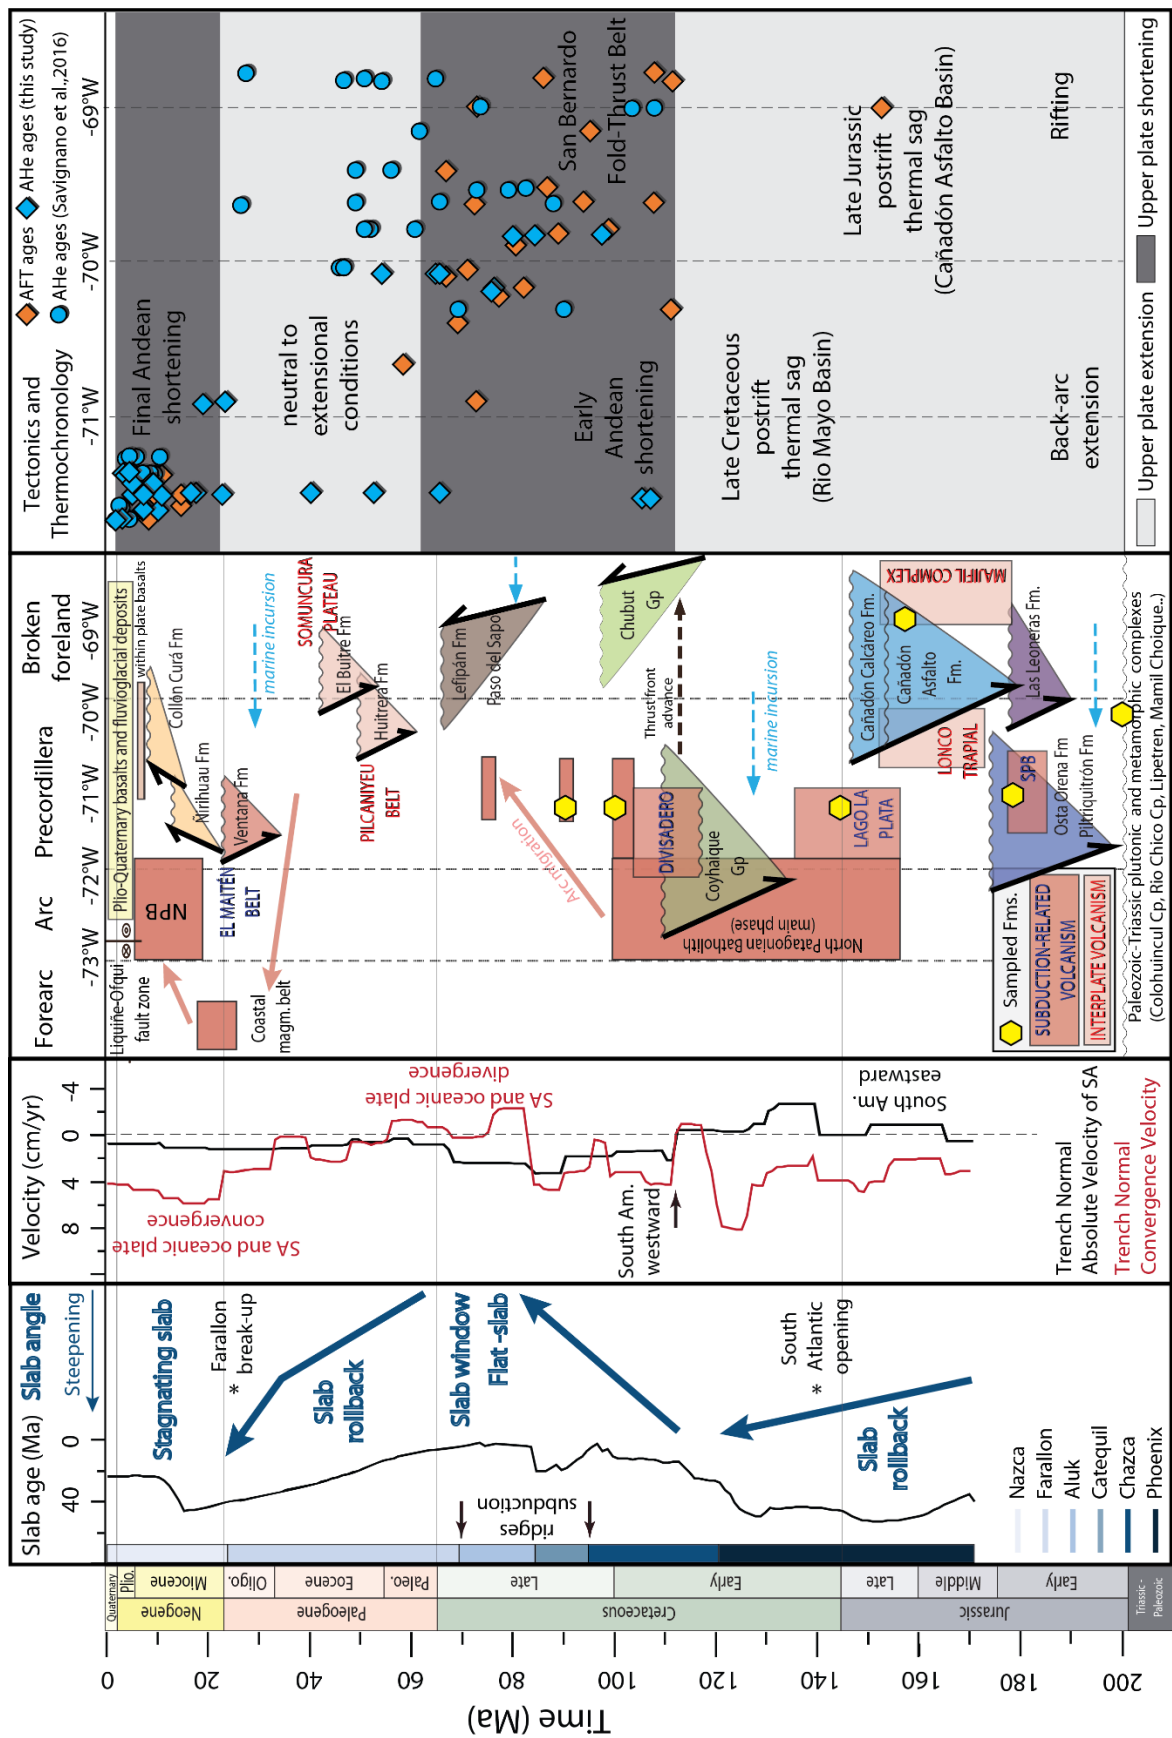 Tectonics and
Thermochronology
AFT ages
AHe ages (this study)
AHe ages (Savignano et al.,2016)
-71°W
-70°W
-69°W
Final Andean
shortening
neutral to
extensional
conditions
Early
Andean
shortening
San Bernardo
Fold-Thrust Belt
Late Cretaceous
postrift
thermal sag
(Rio Mayo Basin)
Late Jurassic
postrift
thermal sag
(Cañadón Asfalto Basin)
Back-arc
extension
Rifting
Upper plate extension
Upper plate shortening
Forearc
Arc
Precordillera
Broken
foreland
-73°W
-72°W
-71°W
-70°W
-69°W
Liquiñe-Ofqui
fault zone
Plio-Quaternary basalts and fluvioglacial deposits
within plate basalts
NPB
Collón Curá Fm
Ñirihuau Fm
Ventana Fm
EL MAITÉN
BELT
Coastal
magm. belt
marine incursion
SOMUNCURA
PLATEAU
El Buitre Fm
Huitrera Fm
PILCANIYEU
BELT
Lefipán Fm
Paso del Sapo
Arc migration
Chubut
Gp
Thrustfront
advance
DIVISADERO
Coyhaique
Gp
North Patagonian Batholith
(main phase)
marine incursion
LAGO LA
PLATA
Cañadón Calcáreo Fm.
Cañadón
Asfalto
Fm.
MAJIFIL COMPLEX
LONCO
TRAPIAL
Las Leoneras Fm.
SPB
Osta Orena Fm
Piltriquitrón Fm
Sampled Fms.
SUBDUCTION-RELATED
VOLCANISM
INTERPLATE VOLCANISM
Paleozoic-Triassic plutonic and metamorphic complexes
(Colohuincul Cp, Rio Chico Cp, Lipetren, Mamil Choique..)
Velocity (cm/yr)
8
4
0
-4
SA and oceanic plate
convergence
SA and oceanic plate
divergence
South Am.
westward
South Am.
eastward
Trench Normal
Absolute Velocity of SA
Trench Normal
Convergence Velocity
Slab age (Ma)
Slab angle
Steepening
40
0
Stagnating slab
Farallon
* break-up
Slab
rollback
Slab window
Flat -slab
ridges
subduction
South
* Atlantic
opening
Slab
rollback
Nazca
Farallon
Aluk
Catequil
Chazca
Phoenix
Quaternary
Plio.
Miocene
Oligo.
Eocene
Paleo.
Late
Early
Late
Middle
Early
Neogene
Paleogene
Cretaceous
Jurassic
Triassic -
Paleozoic
0
20
40
60
80
100
120
140
160
180
200
Time (Ma)